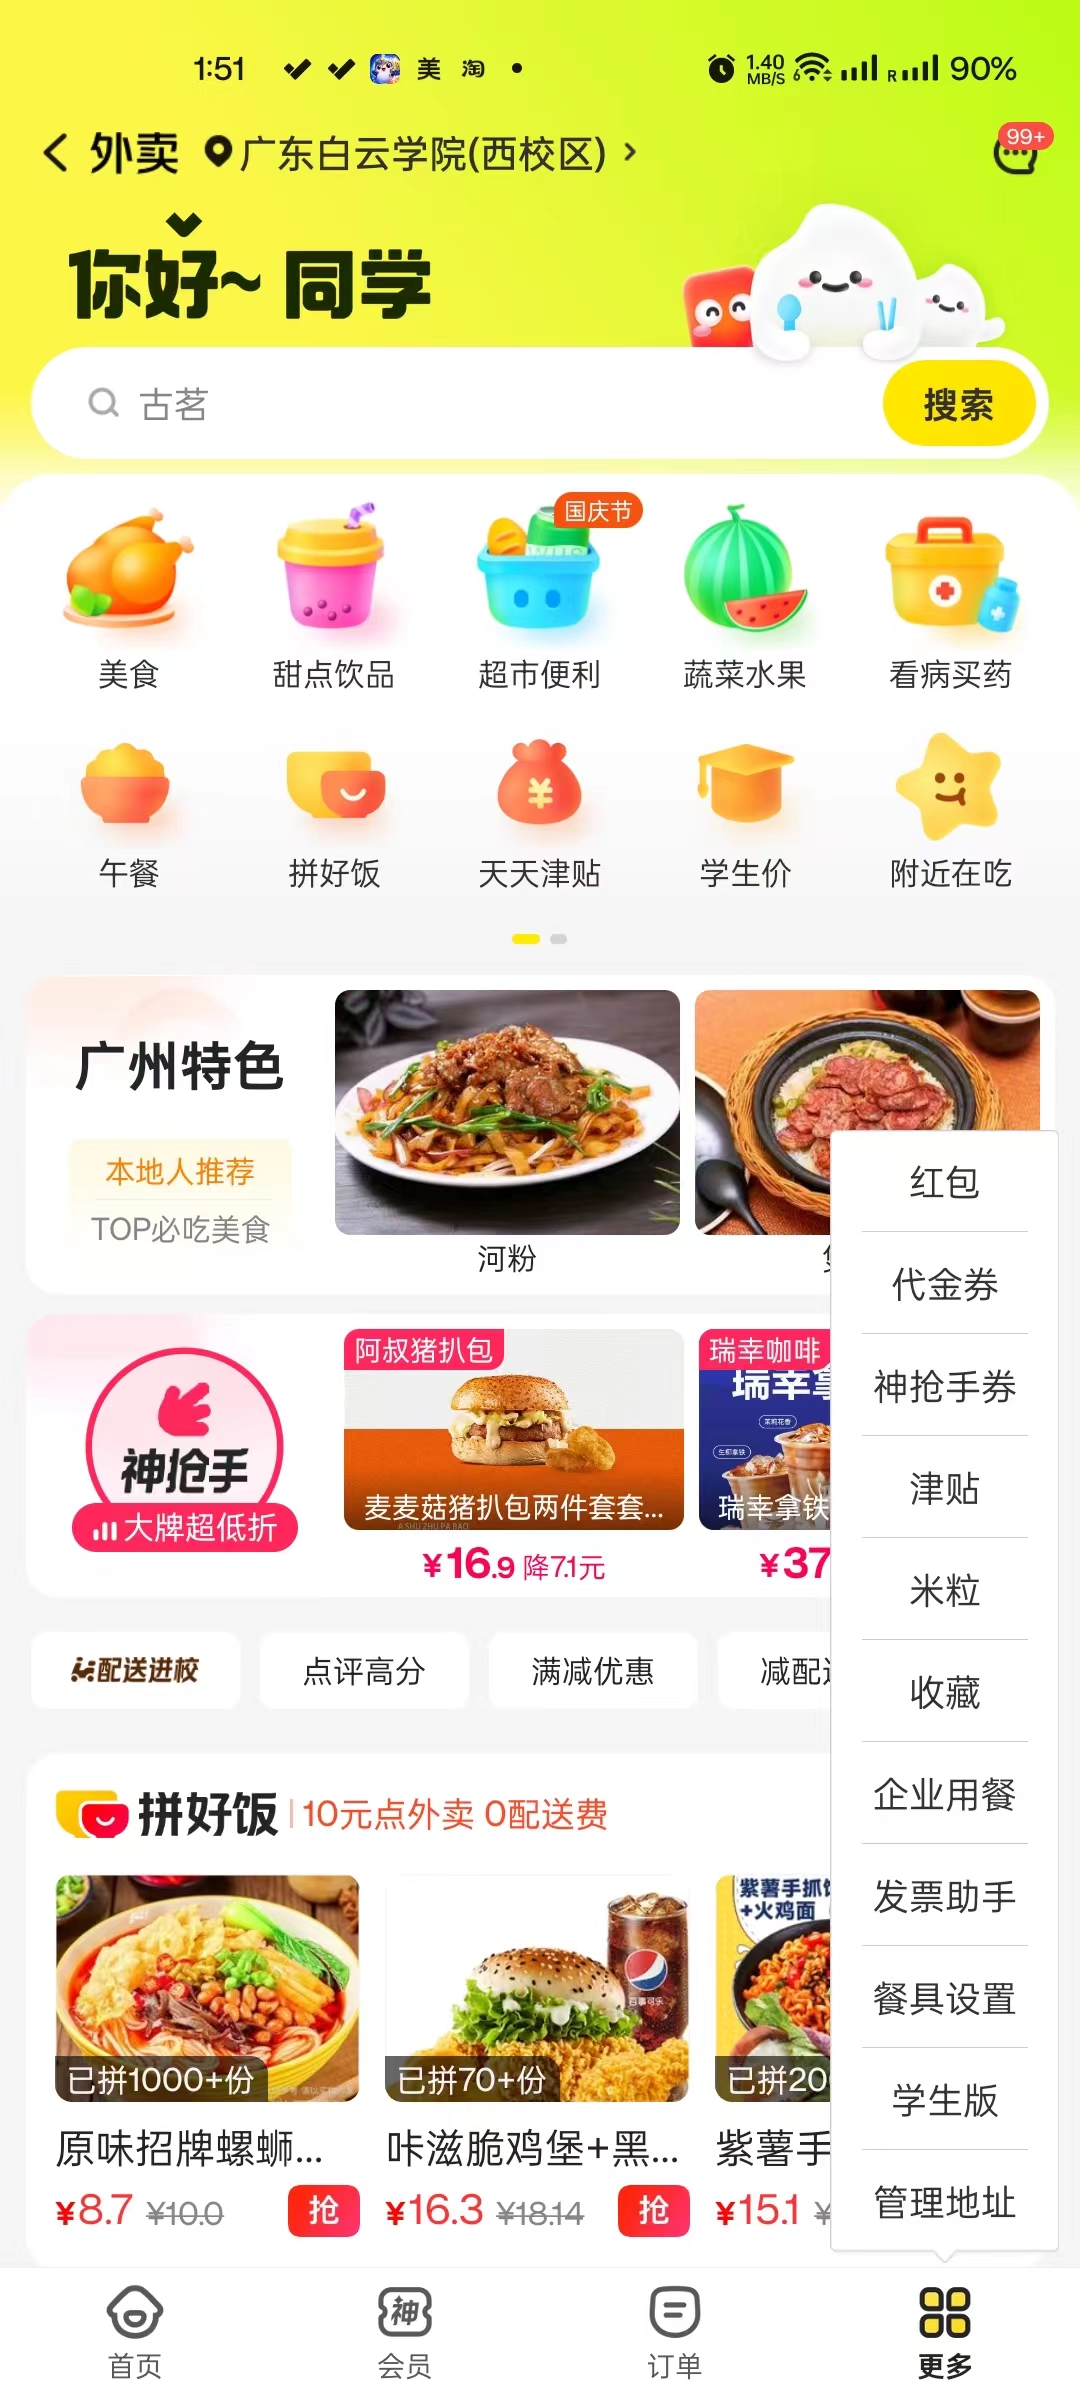 1:51 美 淘 1.40 MB/S 6 R 90%
外卖 广东白云学院(西校区) 99+
你好~ 同学
古茗 搜索
国庆节
美食 甜点饮品 超市便利 蔬菜水果 看病买药
¥
午餐 拼好饭 天天津贴 学生价 附近在吃
广州特色
本地人推荐
TOP必吃美食
河粉
神抢手
大牌超低折
阿叔猪扒包
麦麦菇猪扒包两件套套...
¥16.9 降7.1元
瑞幸咖啡
瑞幸拿铁
¥37
配送进校 点评高分 满减优惠
拼好饭 10元点外卖 0配送费
已拼1000+份
原味招牌螺蛳...
¥8.7 ¥10.0 抢
百事可乐
已拼70+份
咔滋脆鸡堡+黑...
¥16.3 ¥18.14 抢
紫薯手抓饼
+火鸡面
已拼20
紫薯手
¥15.1 ¥
红包
代金券
神抢手券
津贴
米粒
收藏
企业用餐
发票助手
餐具设置
学生版
管理地址
首页 神 会员 订单 更多